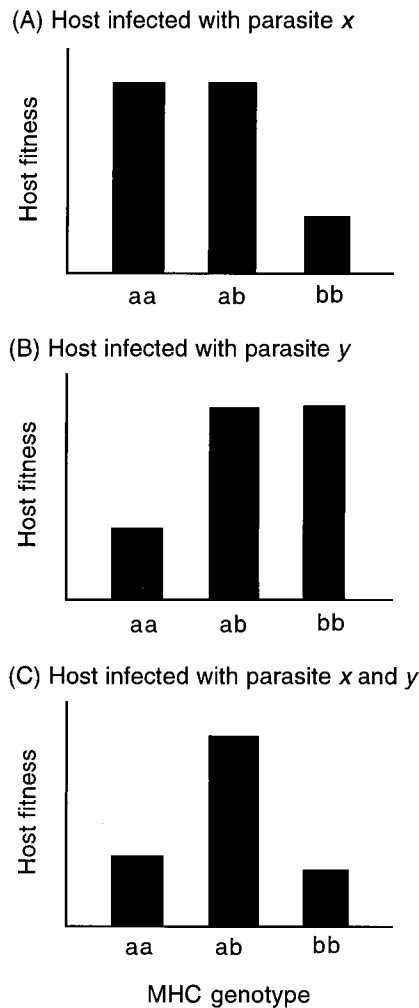 (A) Host infected with parasite x
Host fitness
aa ab bb
(B) Host infected with parasite y
Host fitness
aa ab bb
(C) Host infected with parasite x and y
Host fitness
aa ab bb
MHC genotype